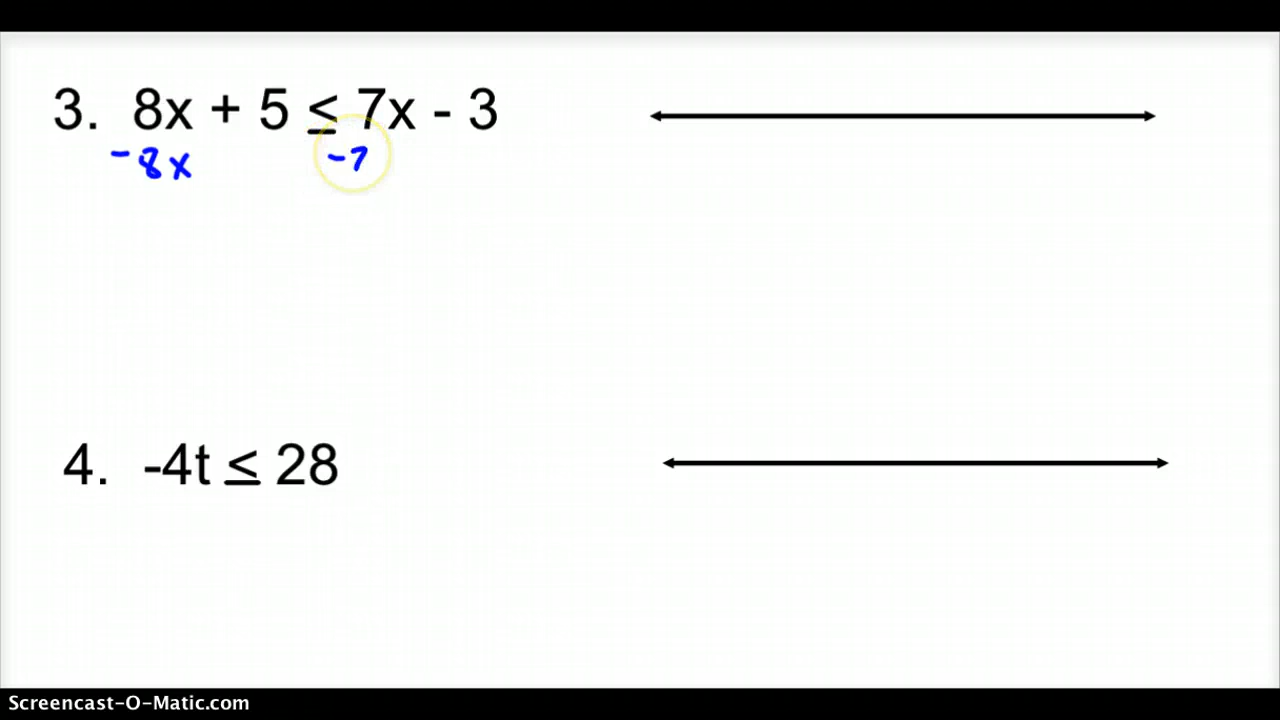 3. 8x + 5 ≤ 7x - 3
-8x -7
4. -4t ≤ 28
Screencast-O-Matic.com